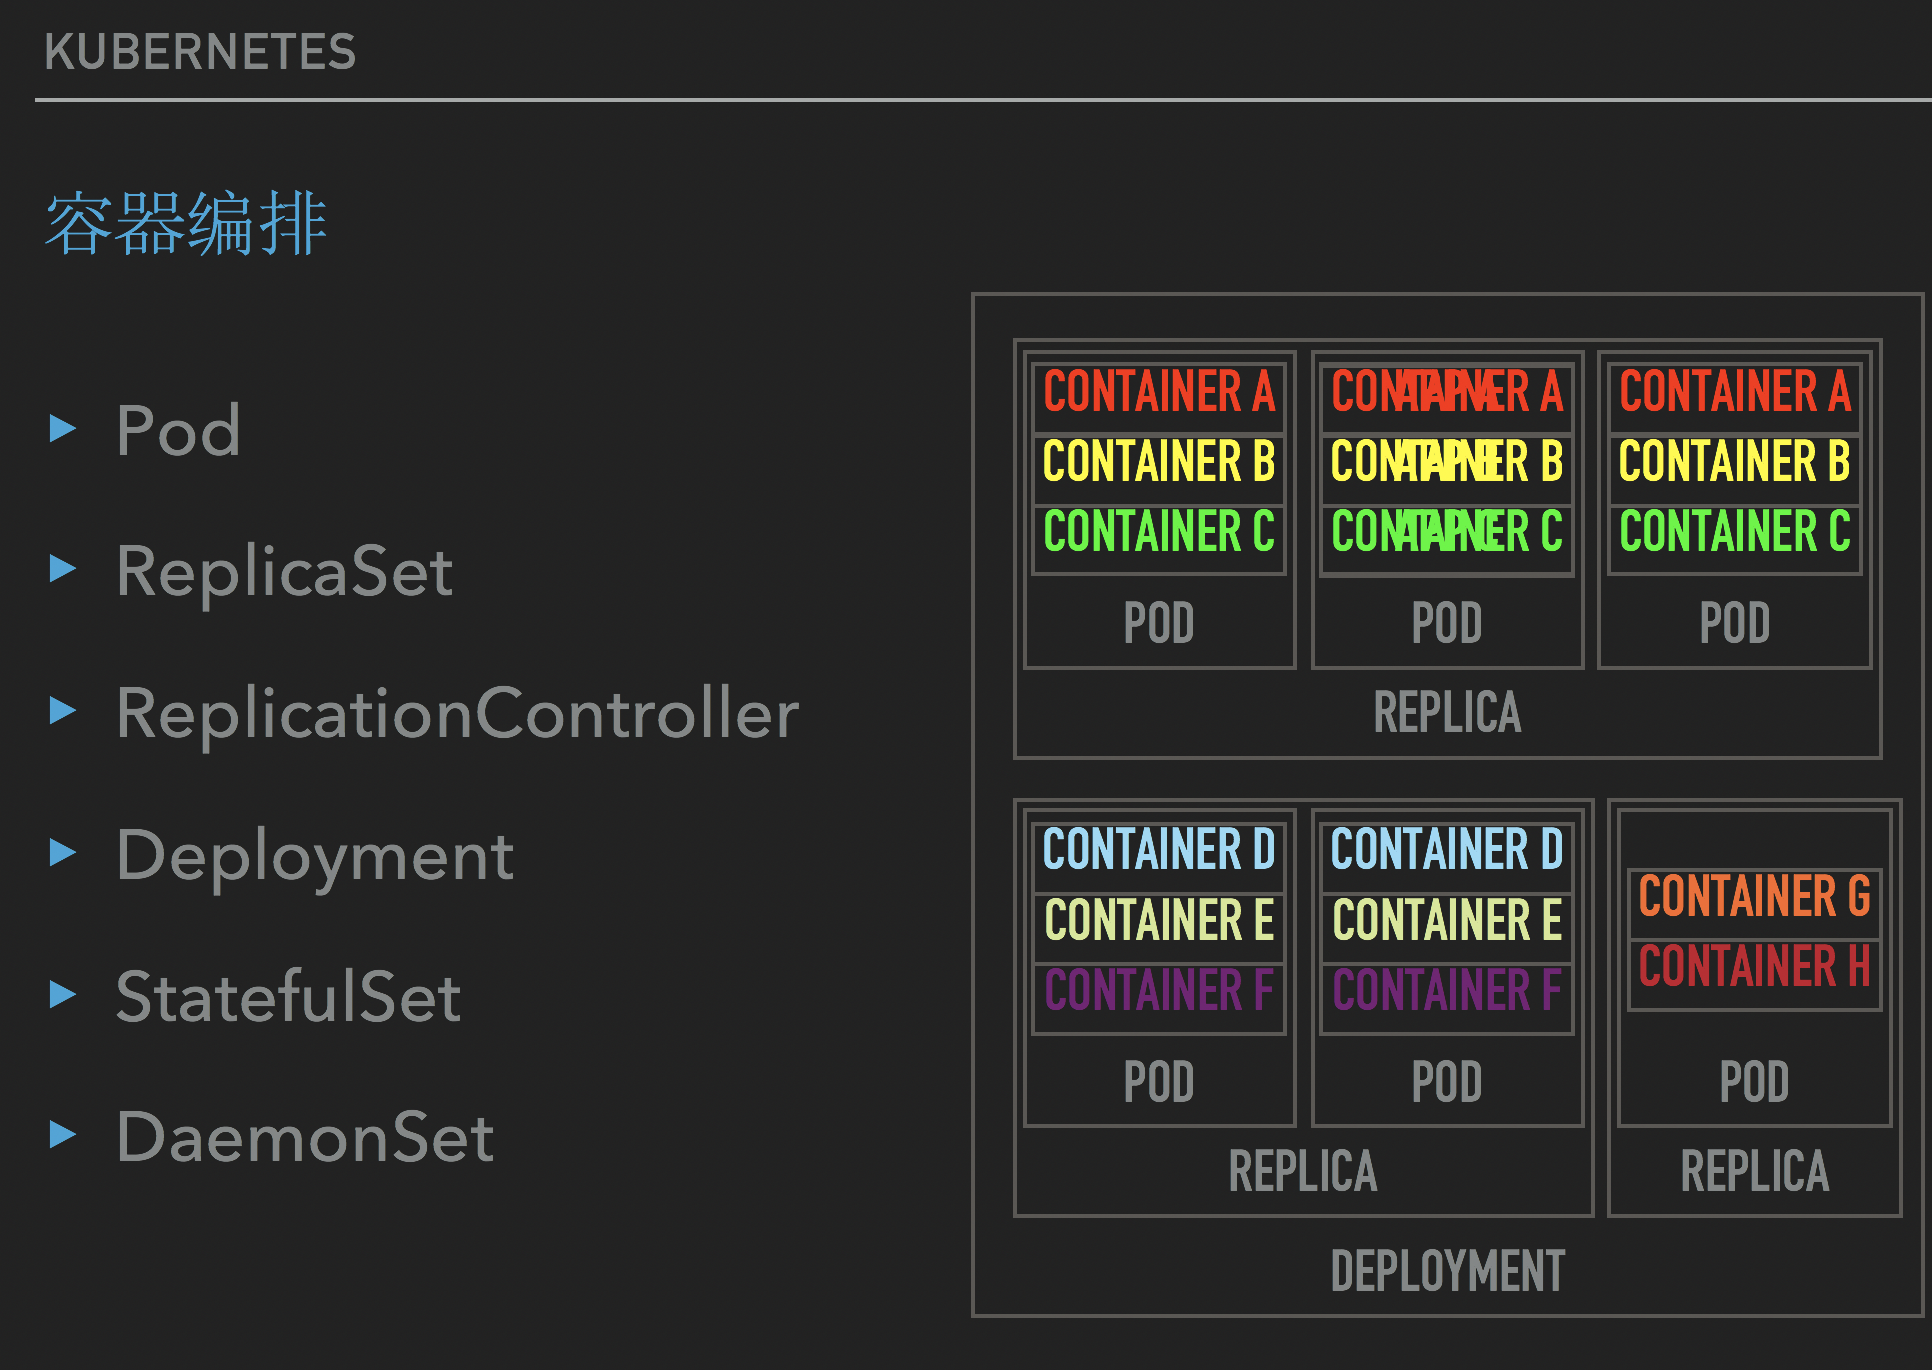 KUBERNETES
容器编排
Pod
ReplicaSet
ReplicationController
Deployment
StatefulSet
DaemonSet
CONTAINER A CONTAINER A CONTAINER A
CONTAINER B CONTAINER B CONTAINER B
CONTAINER C CONTAINER C CONTAINER C
POD POD POD
REPLICA
CONTAINER D CONTAINER D
CONTAINER E CONTAINER E
CONTAINER F CONTAINER F
CONTAINER G
CONTAINER H
POD POD POD
REPLICA REPLICA
DEPLOYMENT